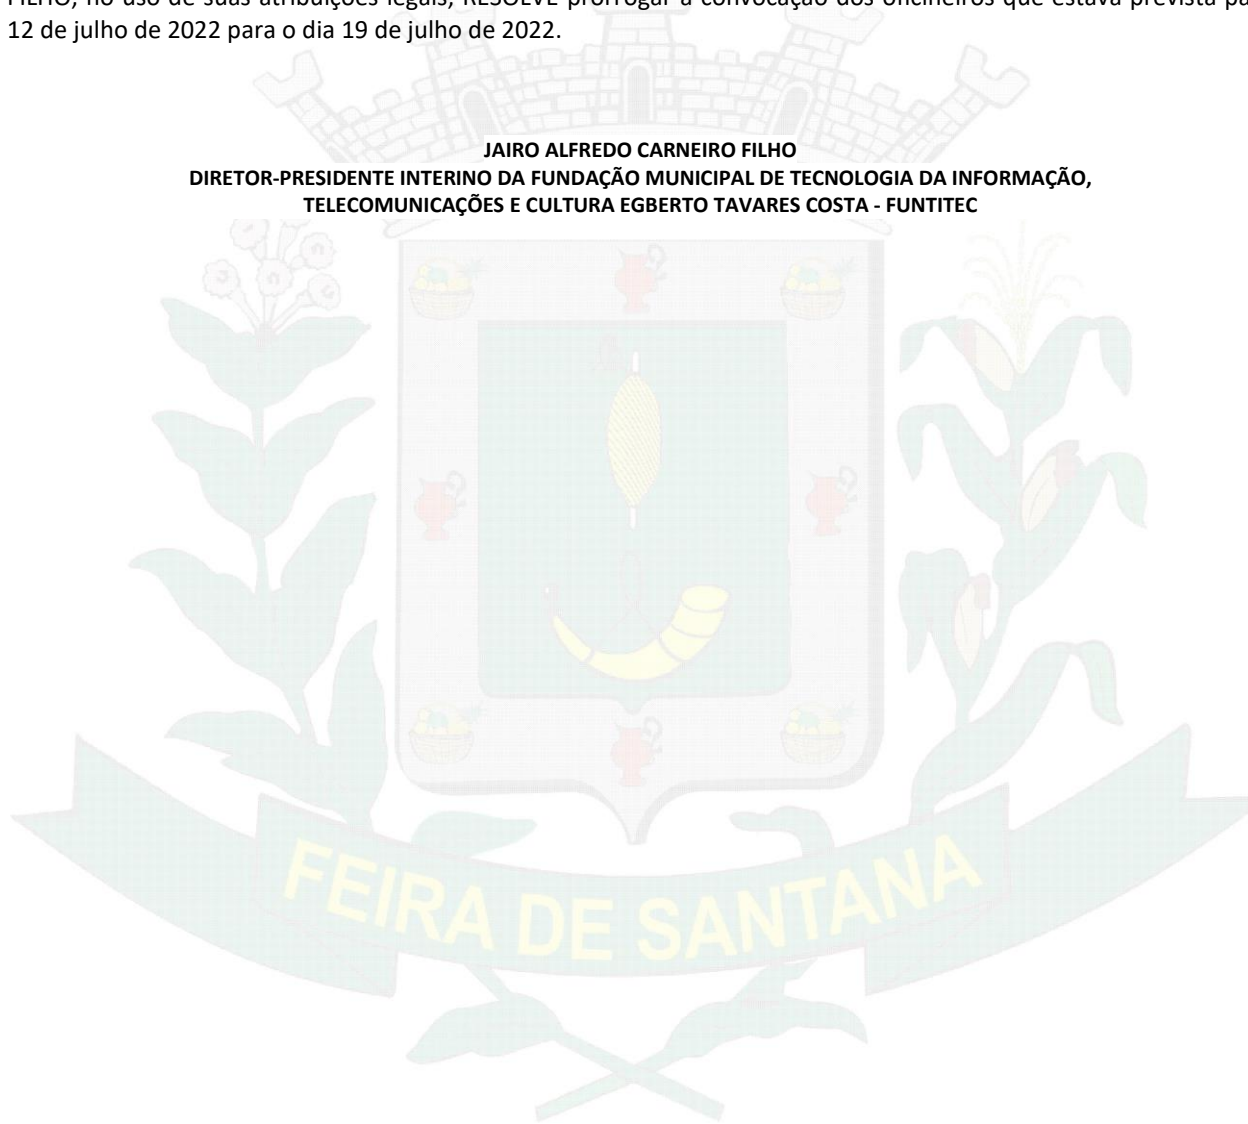 FILHO, no uso de suas atribuições legais, RESOLVE prorrogar a convocação dos oficineiros que estava prevista
12 de julho de 2022 para o dia 19 de julho de 2022.
JAIRO ALFREDO CARNEIRO FILHO
DIRETOR-PRESIDENTE INTERINO DA FUNDAÇÃO MUNICIPAL DE TECNOLOGIA DA INFORMAÇÃO,
TELECOMUNICAÇÕES E CULTURA EGBERTO TAVARES COSTA - FUNTITEC
FEIRA DE SANTANA